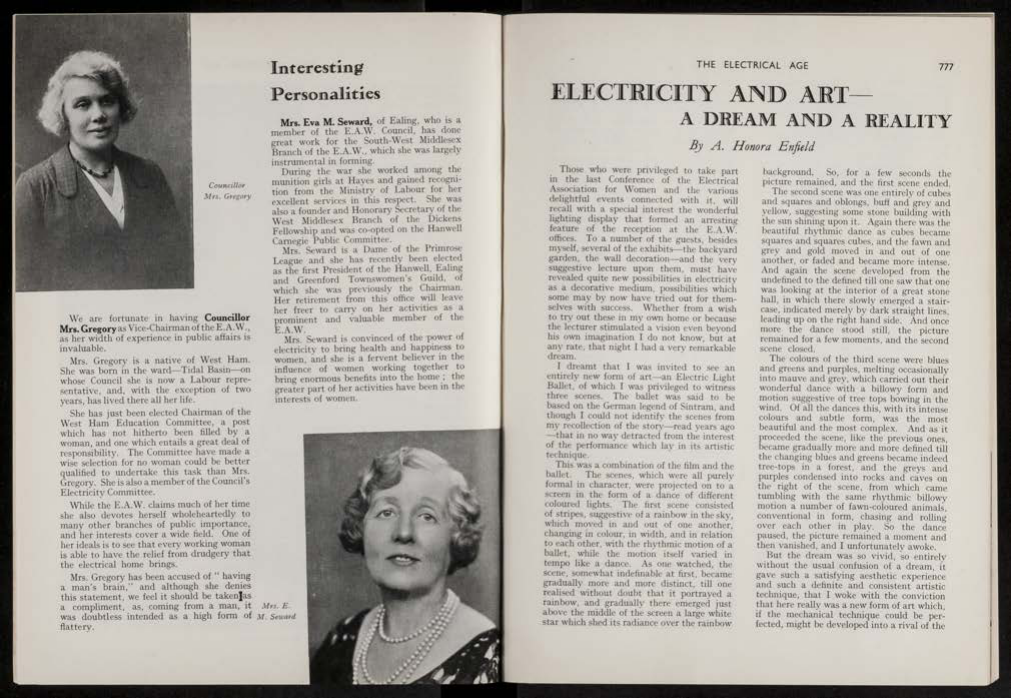 Councillor
Mrs. Gregory
We are fortunate in having Councillor
Mrs. Gregory as Vice-Chairman of the E.A.W.,
as her width of experience in public affairs is
invaluable.
Mrs. Gregory is a native of West Ham.
She was born in the ward—Tidal Basin—on
whose Council she is now a Labour repre-
sentative, and, with the exception of two
years, has lived there all her life.
She has just been elected Chairman of the
West Ham Education Committee, a post
which has not hitherto been filled by a
woman, and one which entails a great deal of
responsibility. The Committee have made a
wise selection for no woman could be better
qualified to undertake this task than Mrs.
Gregory. She is also a member of the Council's
Electricity Committee.
While the E.A.W. claims much of her time
she also devotes herself wholeheartedly to
many other branches of public importance,
and her interests cover a wide field. One of
her ideals is to see that every working woman
is able to have the relief from drudgery that
the electrical home brings.
Mrs. Gregory has been accused of " having
a man's brain," and although she denies
this statement, we feel it should be taken as
a compliment, as, coming from a man, it
was doubtless intended as a high form of
flattery.
Interesting
Personalities
Mrs. Eva M. Seward, of Ealing, who is a
member of the E.A.W. Council, has done
great work for the South-West Middlesex
Branch of the E.A.W., which she was largely
instrumental in forming.
During the war she worked among the
munition girls at Hayes and gained recogni-
tion from the Ministry of Labour for her
excellent services in this respect. She was
also a founder and Honorary Secretary of the
West Middlesex Branch of the Dickens
Fellowship and was co-opted on the Hanwell
Carnegie Public Committee.
Mrs. Seward is a Dame of the Primrose
League and she has recently been elected
as the first President of the Hanwell, Ealing
and Greenford Townswomen's Guild, of
which she was previously the Chairman.
Her retirement from this office will leave
her freer to carry on her activities as a
prominent and valuable member of the
E.A.W.
Mrs. Seward is convinced of the power of
electricity to bring health and happiness to
women, and she is a fervent believer in the
influence of women working together to
bring enormous benefits into the home ; the
greater part of her activities have been in the
interests of women.
Mrs. E.
M. Seward
THE ELECTRICAL AGE
777
ELECTRICITY AND ART—
A DREAM AND A REALITY
By A. Honora Enfield
Those who were privileged to take part
in the last Conference of the Electrical
Association for Women and the various
delightful events connected with it, will
recall with a special interest the wonderful
lighting display that formed an arresting
feature of the reception at the E.A.W.
offices. To a number of the guests, besides
myself, several of the exhibits—the backyard
garden, the wall decoration—and the very
suggestive lecture upon them, must have
revealed quite new possibilities in electricity
as a decorative medium, possibilities which
some may by now have tried out for them-
selves with success. Whether from a wish
to try out these in my own home or because
the lecturer stimulated a vision even beyond
his own imagination I do not know, but at
any rate, that night I had a very remarkable
dream.
I dreamt that I was invited to see an
entirely new form of art—an Electric Light
Ballet, of which I was privileged to witness
three scenes. The ballet was said to be
based on the German legend of Sintram, and
though I could not identify the scenes from
my recollection of the story—read years ago
—that in no way detracted from the interest
of the performance which lay in its artistic
technique.
This was a combination of the film and the
ballet. The scenes, which were all purely
formal in character, were projected on to a
screen in the form of a dance of different
coloured lights. The first scene consisted
of stripes, suggestive of a rainbow in the sky,
which moved in and out of one another,
changing in colour, in width, and in relation
to each other, with the rhythmic motion of a
ballet, while the motion itself varied in
tempo like a dance. As one watched, the
scene, somewhat indefinable at first, became
gradually more and more distinct, till one
realised without doubt that it portrayed a
rainbow, and gradually there emerged just
above the middle of the screen a large white
star which shed its radiance over the rainbow
background. So, for a few seconds the
picture remained, and the first scene ended.
The second scene was one entirely of cubes
and squares and oblongs, buff and grey and
yellow, suggesting some stone building with
the sun shining upon it. Again there was the
beautiful rhythmic dance as cubes became
squares and squares cubes, and the fawn and
grey and gold moved in and out of one
another, or faded and became more intense.
And again the scene developed from the
undefined to the defined till one saw that one
was looking at the interior of a great stone
hall, in which there slowly emerged a stair-
case, indicated merely by dark straight lines,
leading up on the right hand side. And once
more the dance stood still, the picture
remained for a few moments, and the second
scene closed.
The colours of the third scene were blues
and greens and purples, melting occasionally
into mauve and grey, which carried out their
wonderful dance with a billowy form and
motion suggestive of tree tops bowing in the
wind. Of all the dances this, with its intense
colours and subtle form, was the most
beautiful and the most complex. And as it
proceeded the scene, like the previous ones,
became gradually more and more defined till
the changing blues and greens became indeed
tree-tops in a forest, and the greys and
purples condensed into rocks and caves on
the right of the scene, from which came
tumbling with the same rhythmic billowy
motion a number of fawn-coloured animals,
conventional in form, chasing and rolling
over each other in play. So the dance
paused, the picture remained a moment and
then vanished, and I unfortunately awoke.
But the dream was so vivid, so entirely
without the usual confusion of a dream, it
gave such a satisfying aesthetic experience
and such a definite and consistent artistic
technique, that I woke with the conviction
that here really was a new form of art which,
if the mechanical technique could be per-
fected, might be developed into a rival of the